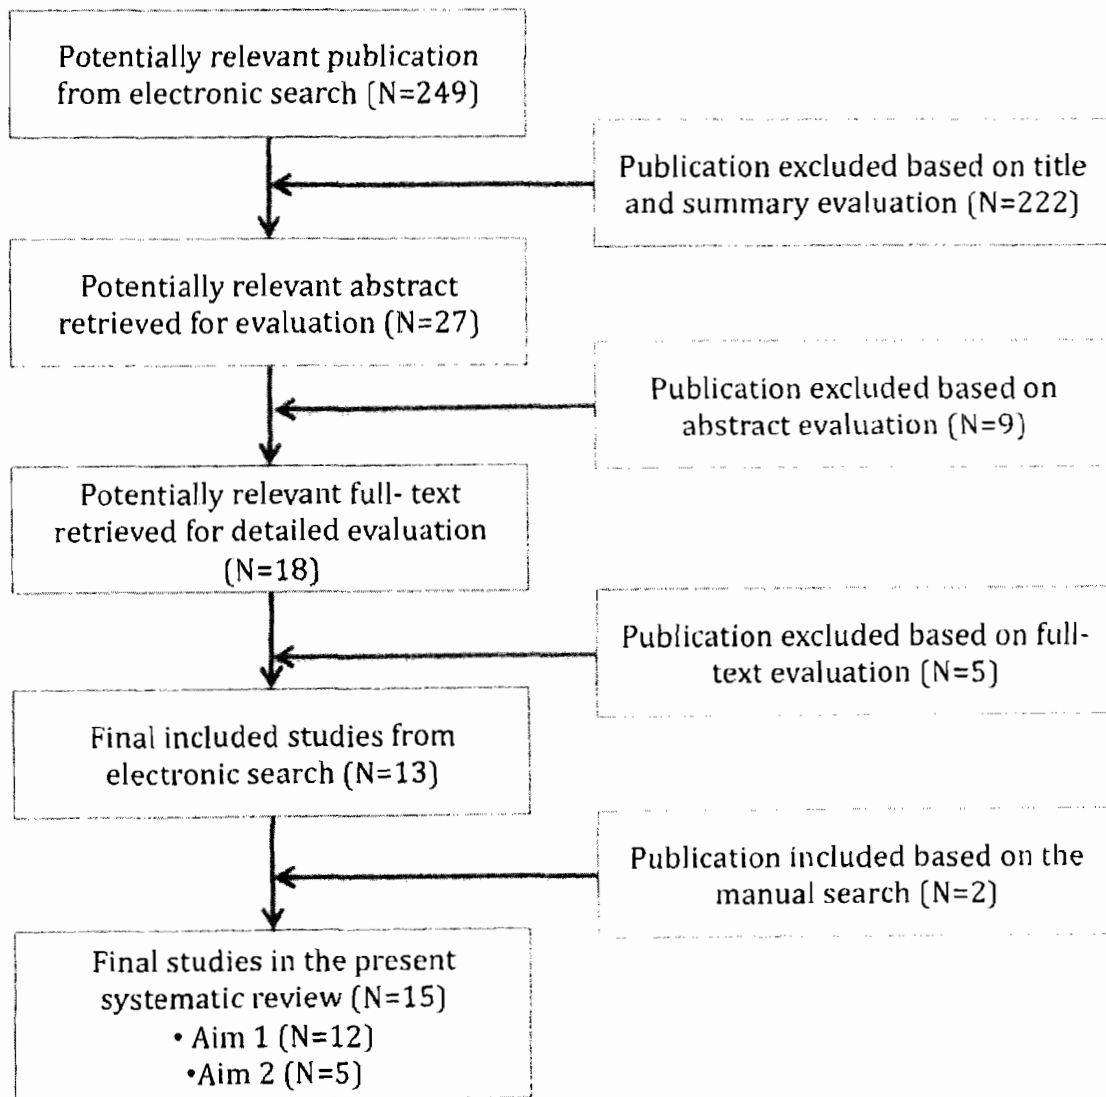 Potentially relevant publication
from electronic search (N=249)
Publication excluded based on title
and summary evaluation (N=222)
Potentially relevant abstract
retrieved for evaluation (N=27)
Publication excluded based on
abstract evaluation (N=9)
Potentially relevant full- text
retrieved for detailed evaluation
(N=18)
Publication excluded based on full-
text evaluation (N=5)
Final included studies from
electronic search (N=13)
Publication included based on the
manual search (N=2)
Final studies in the present
systematic review (N=15)
• Aim 1 (N=12)
•Aim 2 (N=5)